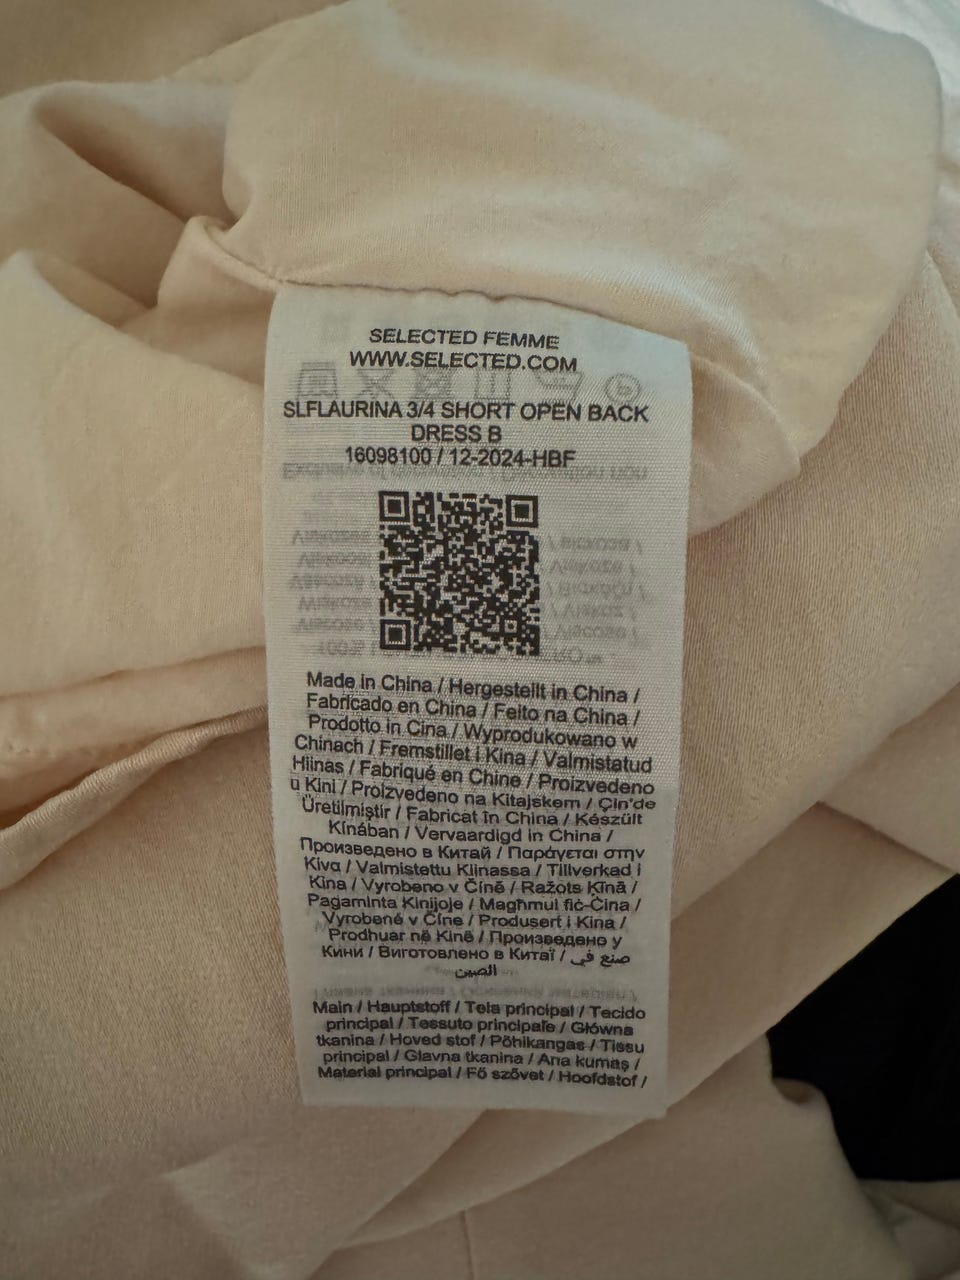 SELECTED FEMME
WWW.SELECTED.COM
SLFLAURINA 3/4 SHORT OPEN BACK
DRESS B
16098100 / 12-2024-HBF
Made in China / Hergestellt in China /
Fabricado en China / Feito na China /
Prodotto in Cina / Wyprodukowano w
Chinach / Fremstillet i Kina / Valmistatud
Hiinas / Fabriqué en Chine / Proizvedeno
u Kini / Proizvedeno na Kitajskem / Çin'de
Üretilmiştir / Fabricat în China / Készült
Kínában / Vervaardigd in China /
Произведено в Китай / Παράγεται στην
Κίνα / Valmistettu Kiinassa / Tillverkad i
Kina / Vyrobeno v Číně / Ražots Ķīnā /
Pagaminta Kinijoje / Magħmul fiċ-Ċina /
Vyrobené v Číne / Produsert i Kina /
Prodhuar në Kinë / Произведено у
Кини / Виготовлено в Китаї / صنع في
الصين
Main / Hauptstoff / Tela principal / Tecido
principal / Tessuto principale / Główna
tkanina / Hoved stof / Põhikangas / Tissu
principal / Glavna tkanina / Ana kumaş /
Material principal / Fő szövet / Hoofdstof /